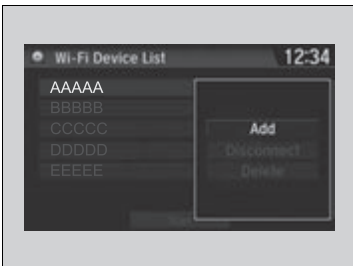 Wi-Fi Device List
12:34
AAAAA
BBBBB
CCCCC
DDDDD
EEEEE
Add
Disconnect
Delete